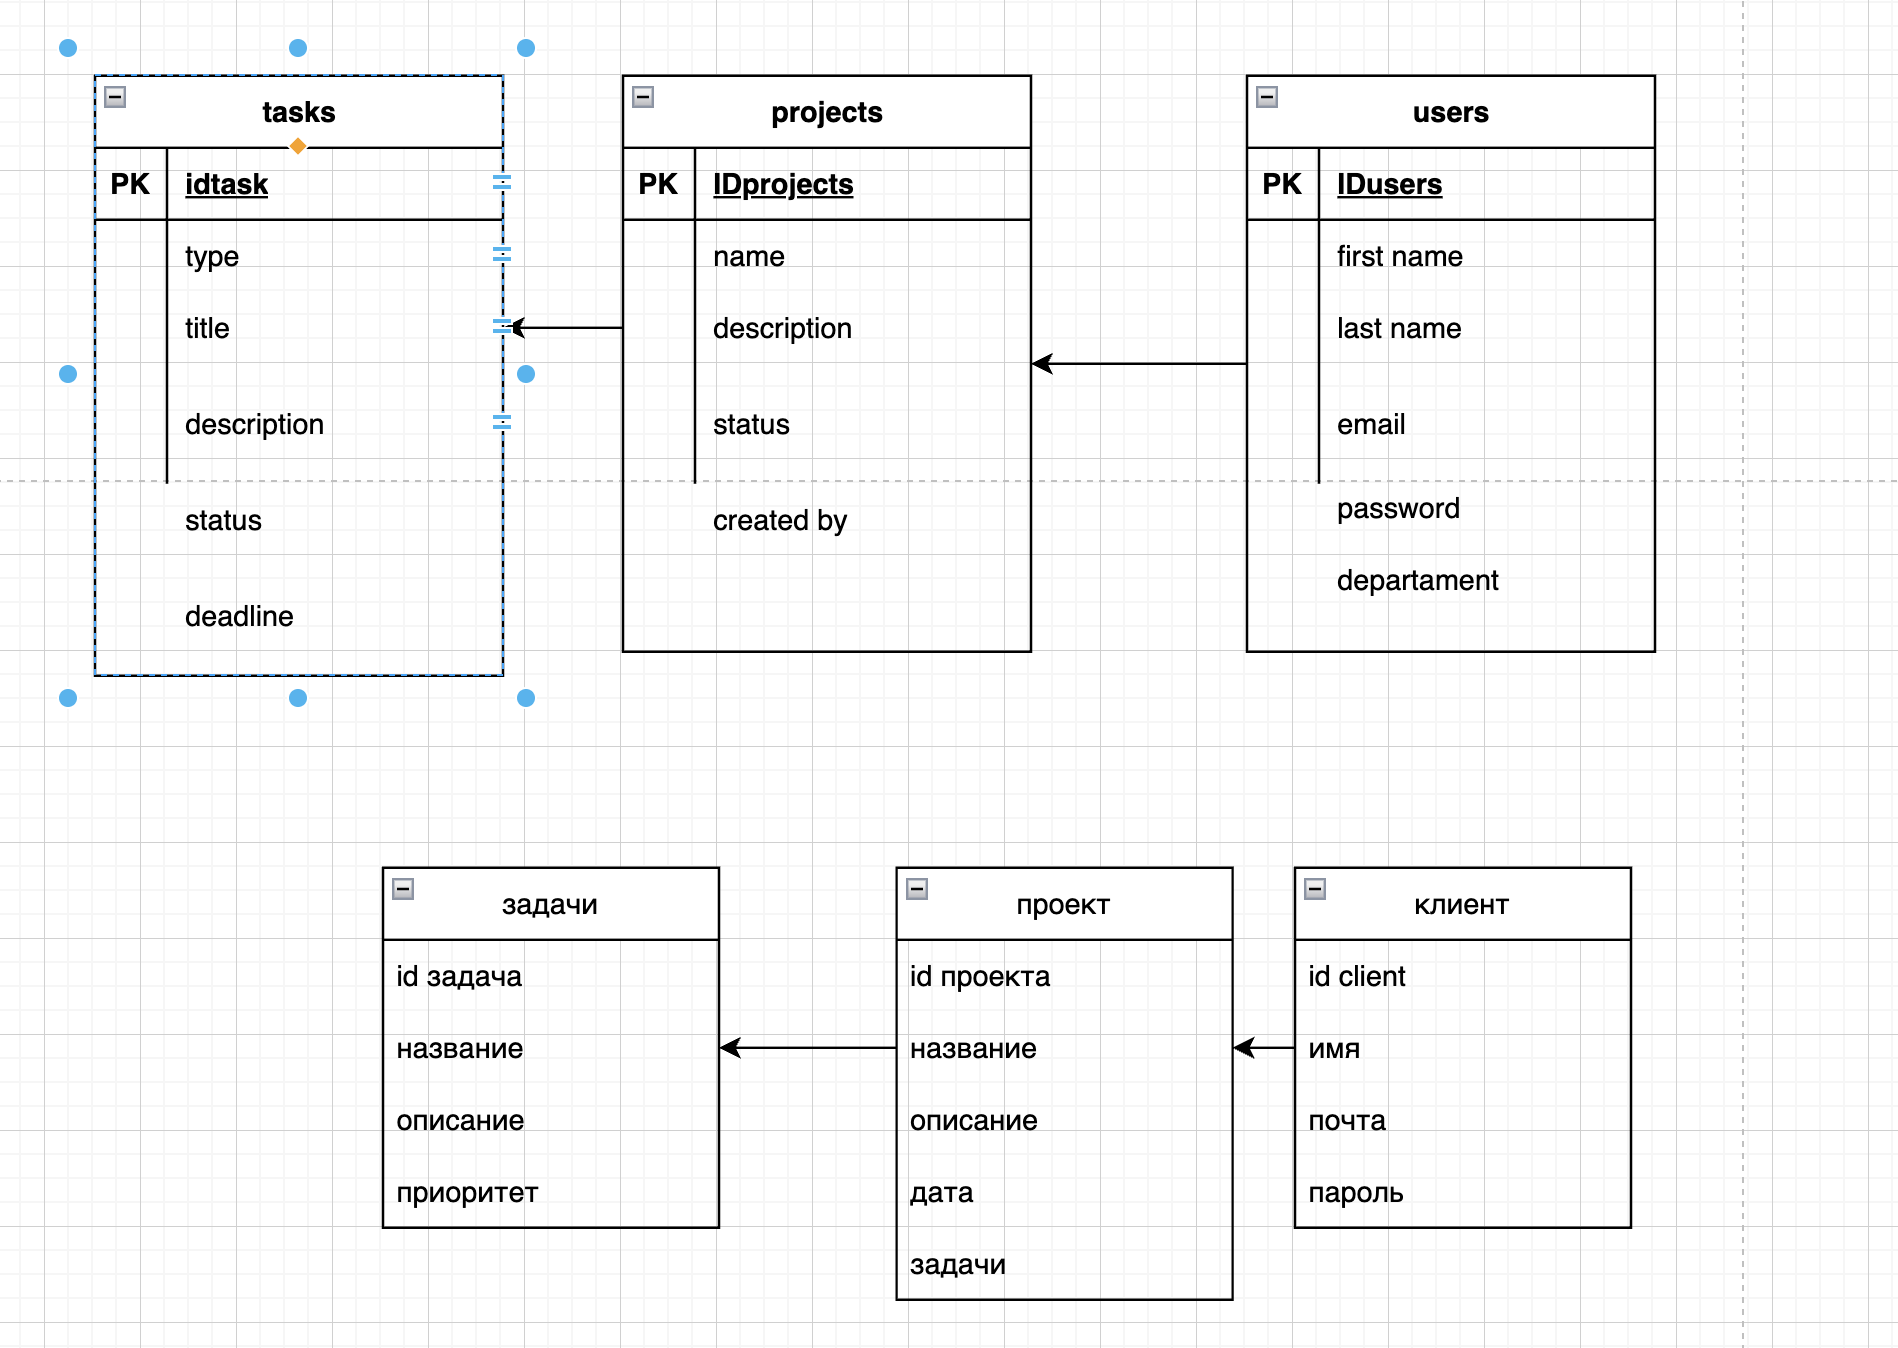 tasks
PK idtask
type
title
description
status
deadline
projects
PK IDprojects
name
description
status
created by
users
PK IDusers
first name
last name
email
password
departament
задачи
id задача
название
описание
приоритет
проект
id проекта
название
описание
дата
задачи
клиент
id client
имя
почта
пароль